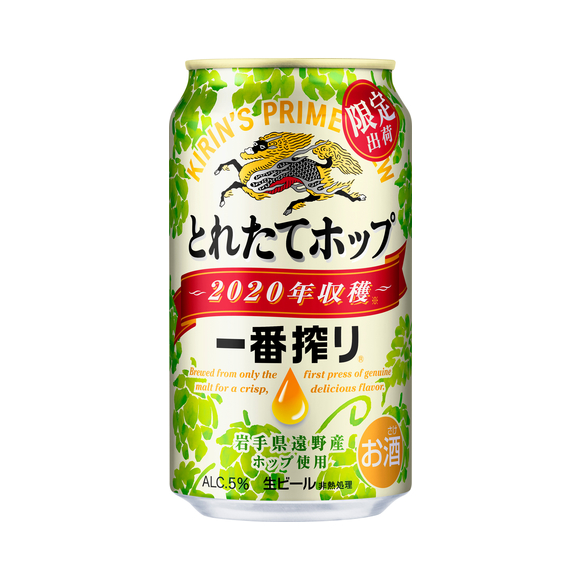 KIRIN'S PRIME BREW
限定
出荷
とれたてホップ
2020年収穫※
一番搾り®
Brewed from only the first press of genuine
malt for a crisp, delicious flavor.
岩手県遠野産
ホップ使用
さけ
お酒
ALC.5% 生ビール 非熱処理